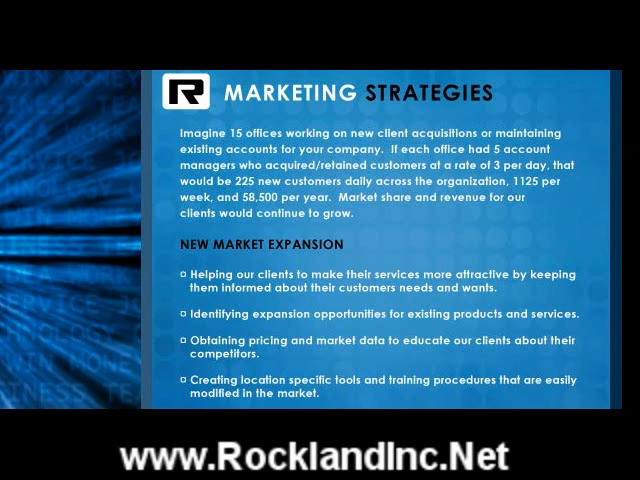 R MARKETING STRATEGIES
Imagine 15 offices working on new client acquisitions or maintaining
existing accounts for your company. If each office had 5 account
managers who acquired/retained customers at a rate of 3 per day, that
would be 225 new customers daily across the organization, 1125 per
week, and 58,500 per year. Market share and revenue for our
clients would continue to grow.
NEW MARKET EXPANSION
Helping our clients to make their services more attractive by keeping
them informed about their customers needs and wants.
Identifying expansion opportunities for existing products and services.
Obtaining pricing and market data to educate our clients about their
competitors.
Creating location specific tools and training procedures that are easily
modified in the market.
www.RocklandInc.Net